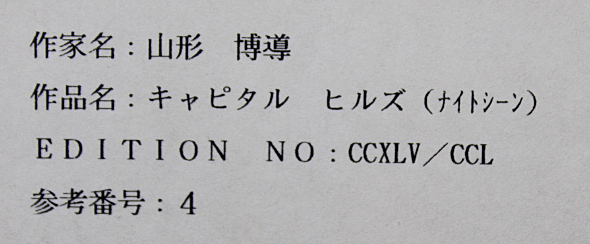 作家名：山形　博導
作品名：キャピタル　ヒルズ（ﾅｲﾄｼｰﾝ）
ＥＤＩＴＩＯＮ　ＮＯ：CCXLV／CCL
参考番号：４